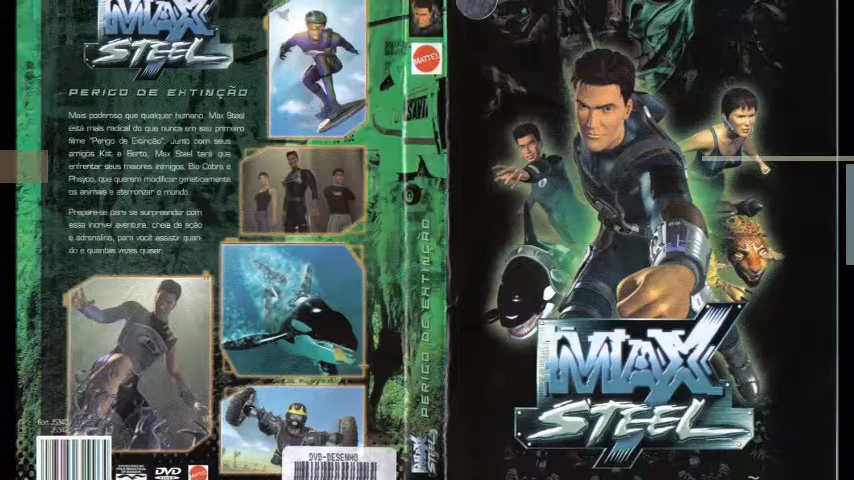 MAX
STEEL
PERIGO DE EXTINÇÃO
Mais poderoso que qualquer humano, Max Steel
está mais radical do que nunca em seu primeiro
filme "Perigo de Extinção". Junto com seus
amigos Kat e Berto, Max Steel terá que
enfrentar seus maiores inimigos, Bio Cobra e
Phsyco, que querem modificar geneticamente
os animais e aterrorizar o mundo.
Prepare-se para se surpreender com
essa incrível aventura, cheia de ação
e adrenalina, para você assistir quan-
do e quantas vezes quiser.
DVD
VIDEO
MATTEL
DVD-DESENHO
MATTEL
PERIGO DE EXTINÇÃO
MAX
STEEL
MAX
STEEL